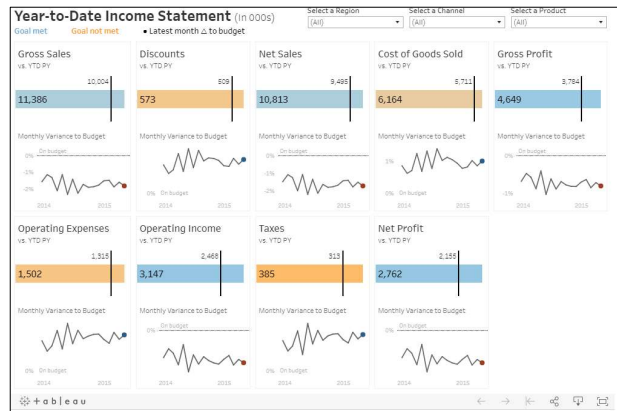 Year-to-Date Income Statement (In 000s)
Select a Region
Select a Channel
Select a Product
(All)
(All)
(All)
Goal met
Goal not met
▪ Latest month △ to budget
Gross Sales
vs. YTD PY
10,004
11,386
Monthly Variance to Budget
On budget
0%
-1%
-2%
2014
2015
Discounts
vs. YTD PY
509
573
Monthly Variance to Budget
0%
On budget
2014
2015
Net Sales
vs. YTD PY
9,495
10,813
Monthly Variance to Budget
On budget
0%
-1%
-2%
2014
2015
Cost of Goods Sold
vs. YTD PY
5,711
6,164
Monthly Variance to Budget
1%
0%
On budget
2014
2015
Gross Profit
vs. YTD PY
3,784
4,649
Monthly Variance to Budget
On budget
0%
-1%
2014
2015
Operating Expenses
vs. YTD PY
1,315
1,502
Monthly Variance to Budget
0%
On budget
2014
2015
Operating Income
vs. YTD PY
2,468
3,147
Monthly Variance to Budget
On budget
0%
2014
2015
Taxes
vs. YTD PY
313
385
Monthly Variance to Budget
0%
On budget
2014
2015
Net Profit
vs. YTD PY
2,155
2,762
Monthly Variance to Budget
On budget
0%
2014
2015
+ableau